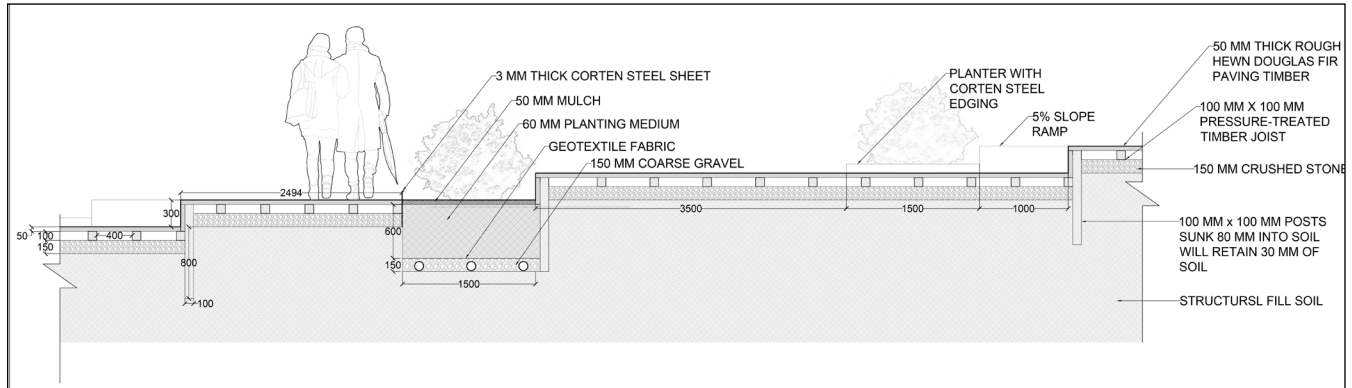 3 MM THICK CORTEN STEEL SHEET
50 MM MULCH
60 MM PLANTING MEDIUM
GEOTEXTILE FABRIC
150 MM COARSE GRAVEL
PLANTER WITH
CORTEN STEEL
EDGING
5% SLOPE
RAMP
50 MM THICK ROUGH
HEWN DOUGLAS FIR
PAVING TIMBER
100 MM X 100 MM
PRESSURE-TREATED
TIMBER JOIST
150 MM CRUSHED STONE
100 MM x 100 MM POSTS
SUNK 80 MM INTO SOIL
WILL RETAIN 30 MM OF
SOIL
STRUCTURSL FILL SOIL
2494
300
50
100
400
150
800
100
600
150
1500
3500
1500
1000